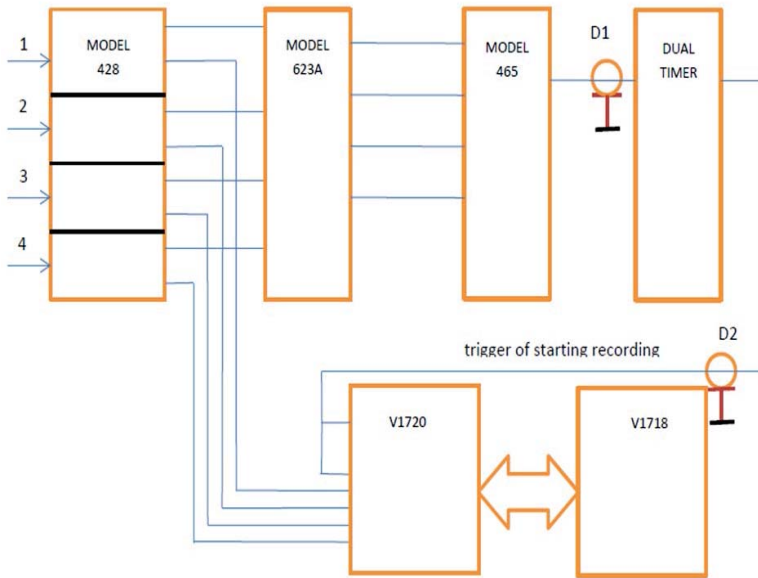 1
2
3
4
MODEL
428
MODEL
623A
MODEL
465
D1
DUAL
TIMER
trigger of starting recording
D2
V1720
V1718